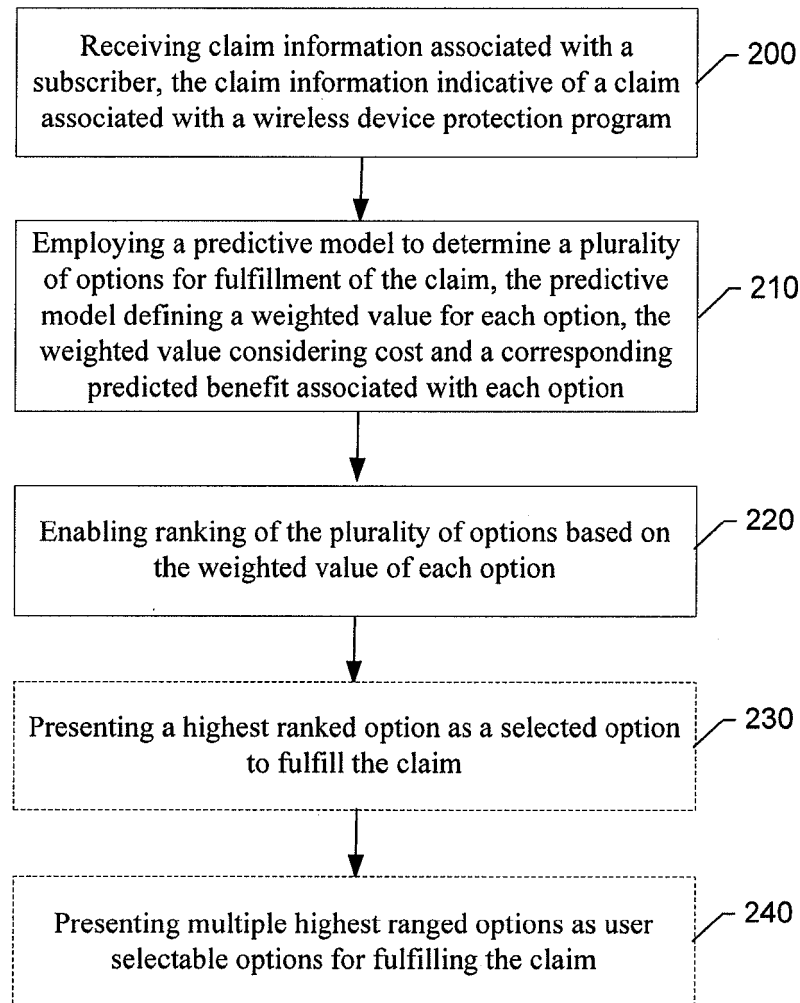 Receiving claim information associated with a
subscriber, the claim information indicative of a claim
associated with a wireless device protection program
200
Employing a predictive model to determine a plurality
of options for fulfillment of the claim, the predictive
model defining a weighted value for each option, the
weighted value considering cost and a corresponding
predicted benefit associated with each option
210
Enabling ranking of the plurality of options based on
the weighted value of each option
220
Presenting a highest ranked option as a selected option
to fulfill the claim
230
Presenting multiple highest ranged options as user
selectable options for fulfilling the claim
240